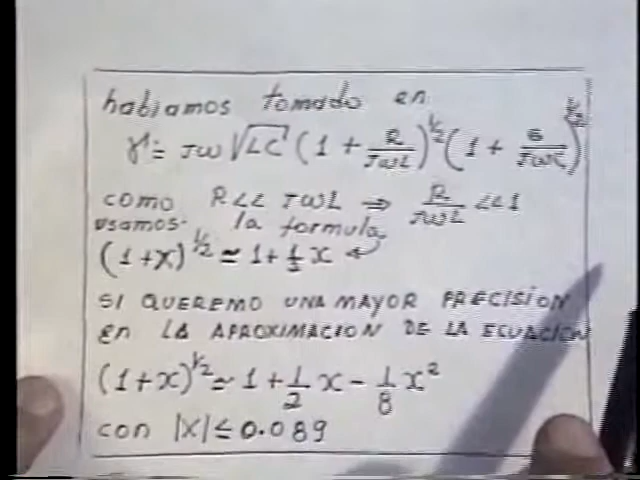 habiamos tomado en
γ = Jω √LC (1 + R/JωL)^1/2 (1 + G/JωC)^1/2
como R << JωL ⇒ R/JωL << 1
usamos la formula
(1+x)^1/2 ≃ 1 + 1/2 x ↩
SI QUEREMO UNA MAYOR PRECISION
en LA APROXIMACION DE LA ECUACION
(1+x)^1/2 ≃ 1 + 1/2 x - 1/8 x²
con |x| ≤ 0.089